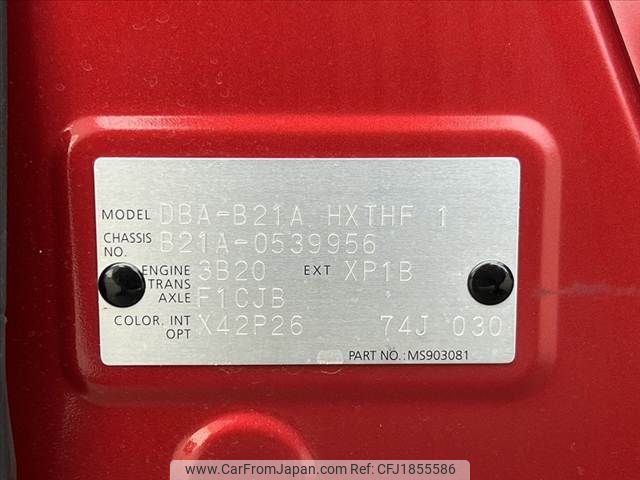 MODEL DBA-B21A HXTHF 1
CHASSIS NO. B21A-0539956
ENGINE 3B20 EXT XP1B
TRANS AXLE F1CJB
COLOR. INT OPT X42P26 74J 030
PART NO.: MS903081
www.CarFromJapan.com ID: CFJ1855586